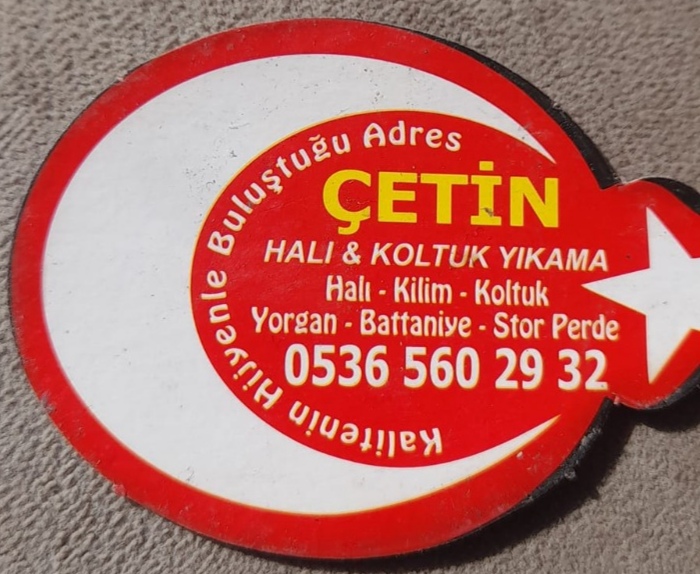 Kalitenin Hijyenle Buluştuğu Adres
ÇETİN
HALI & KOLTUK YIKAMA
Halı - Kilim - Koltuk
Yorgan - Battaniye - Stor Perde
0536 560 29 32